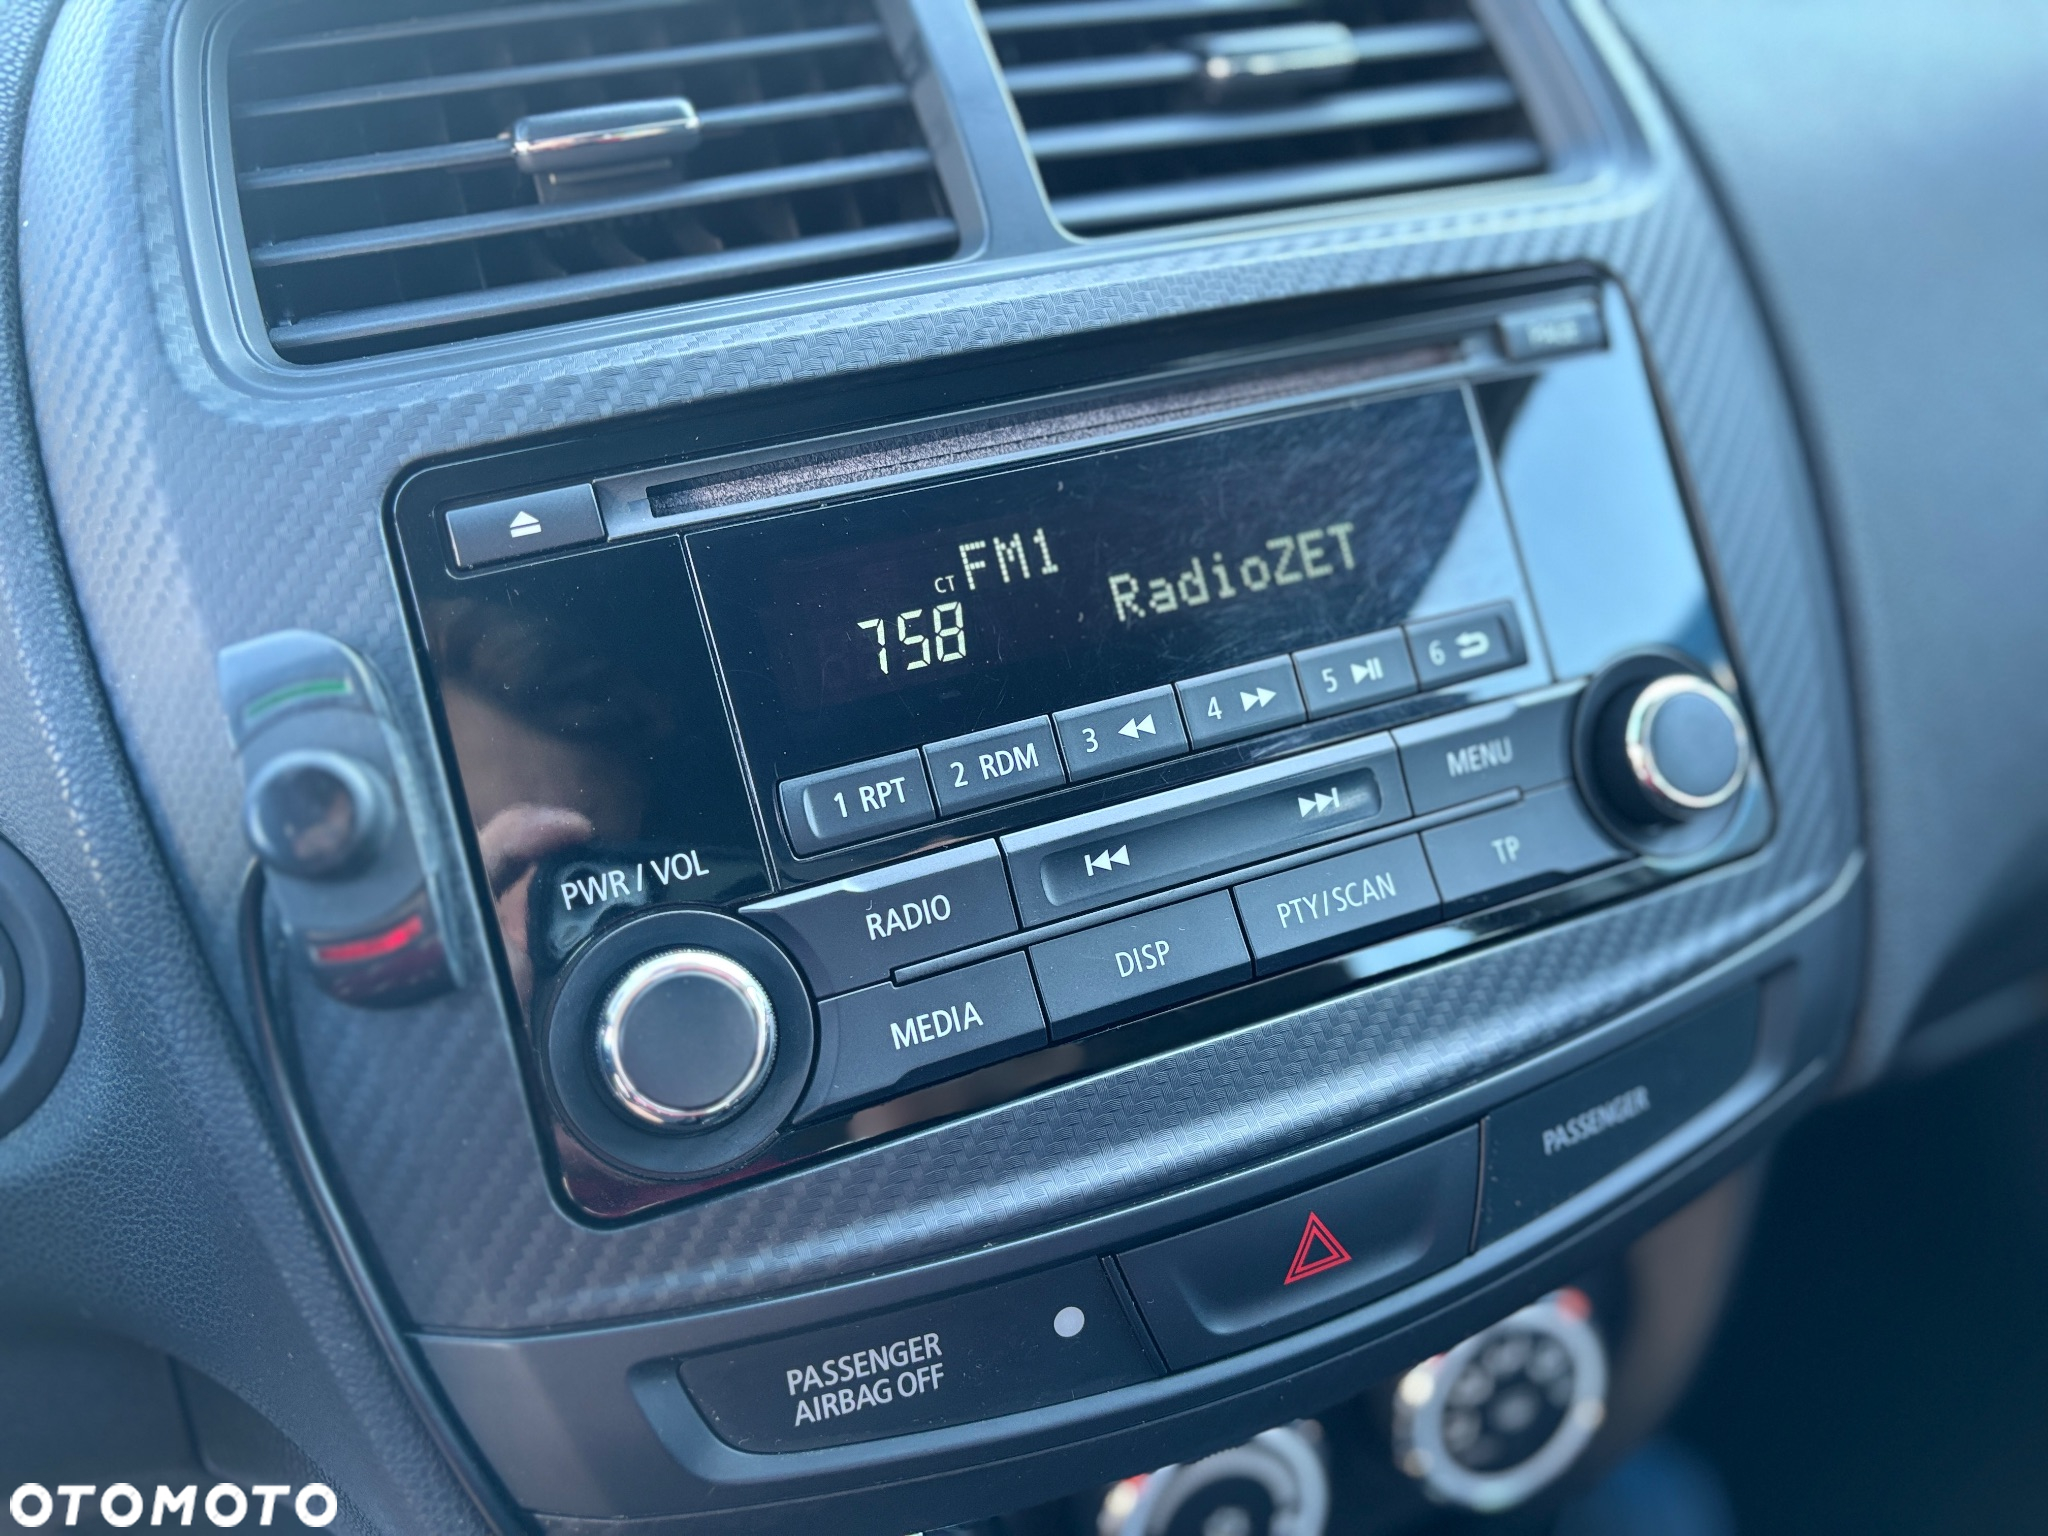 CT FM1
758 RadioZET
1 RPT 2 RDM 3 4 5 6
PWR / VOL
RADIO MENU
MEDIA DISP PTY/SCAN TP
PASSENGER
PASSENGER
AIRBAG OFF
OTOMOTO